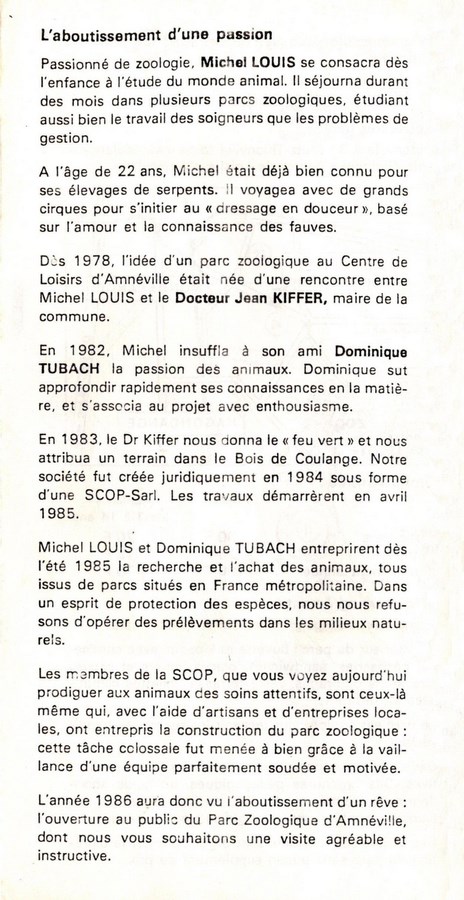 L'aboutissement d'une passion
Passionné de zoologie, Michel LOUIS se consacra dès
l'enfance à l'étude du monde animal. Il séjourna durant
des mois dans plusieurs parcs zoologiques, étudiant
aussi bien le travail des soigneurs que les problèmes de
gestion.
A l'âge de 22 ans, Michel était déjà bien connu pour
ses élevages de serpents. Il voyagea avec de grands
cirques pour s'initier au « dressage en douceur », basé
sur l'amour et la connaissance des fauves.
Dès 1978, l'idée d'un parc zoologique au Centre de
Loisirs d'Amnéville était née d'une rencontre entre
Michel LOUIS et le Docteur Jean KIFFER, maire de la
commune.
En 1982, Michel insuffla à son ami Dominique
TUBACH la passion des animaux. Dominique sut
approfondir rapidement ses connaissances en la matiè-
re, et s'associa au projet avec enthousiasme.
En 1983, le Dr Kiffer nous donna le « feu vert » et nous
attribua un terrain dans le Bois de Coulange. Notre
société fut créée juridiquement en 1984 sous forme
d'une SCOP-Sarl. Les travaux démarrèrent en avril
1985.
Michel LOUIS et Dominique TUBACH entreprirent dès
l'été 1985 la recherche et l'achat des animaux, tous
issus de parcs situés en France métropolitaine. Dans
un esprit de protection des espèces, nous nous refu-
sons d'opérer des prélèvements dans les milieux natu-
rels.
Les membres de la SCOP, que vous voyez aujourd'hui
prodiguer aux animaux des soins attentifs, sont ceux-là
même qui, avec l'aide d'artisans et d'entreprises loca-
les, ont entrepris la construction du parc zoologique :
cette tâche colossale fut menée à bien grâce à la vail-
lance d'une équipe parfaitement soudée et motivée.
L'année 1986 aura donc vu l'aboutissement d'un rêve :
l'ouverture au public du Parc Zoologique d'Amnéville,
dont nous vous souhaitons une visite agréable et
instructive.